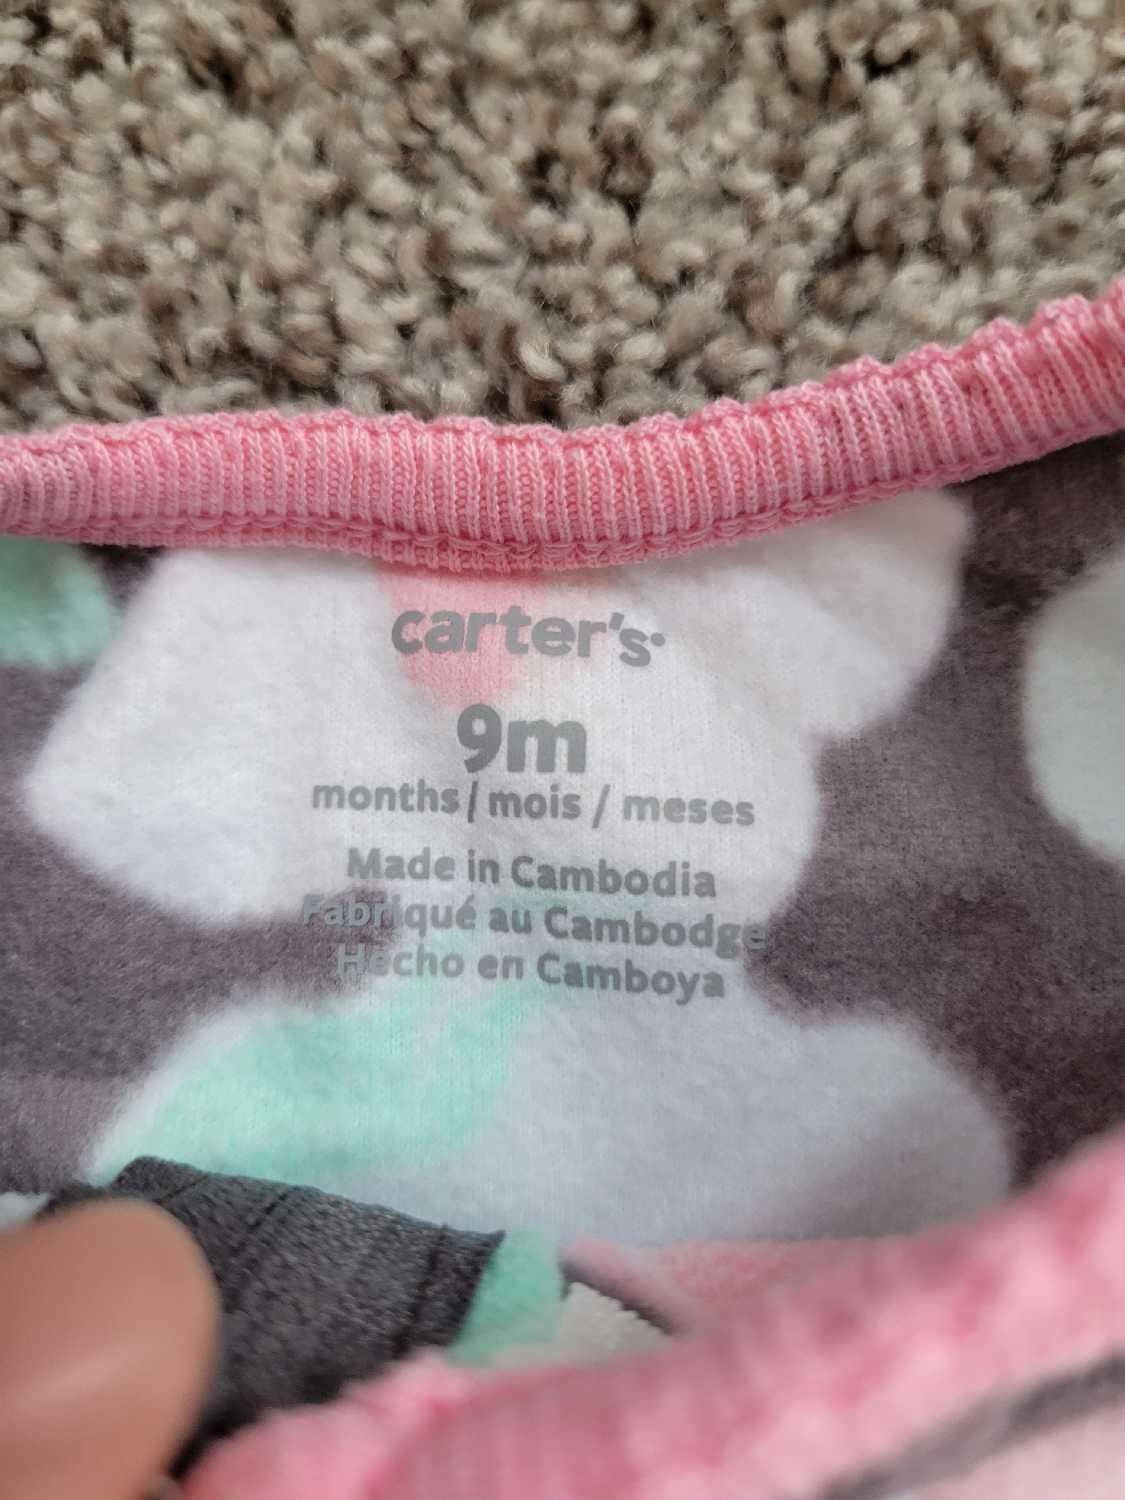 carter's
9m
months / mois / meses
Made in Cambodia
Fabriqué au Cambodge
Hecho en Camboya